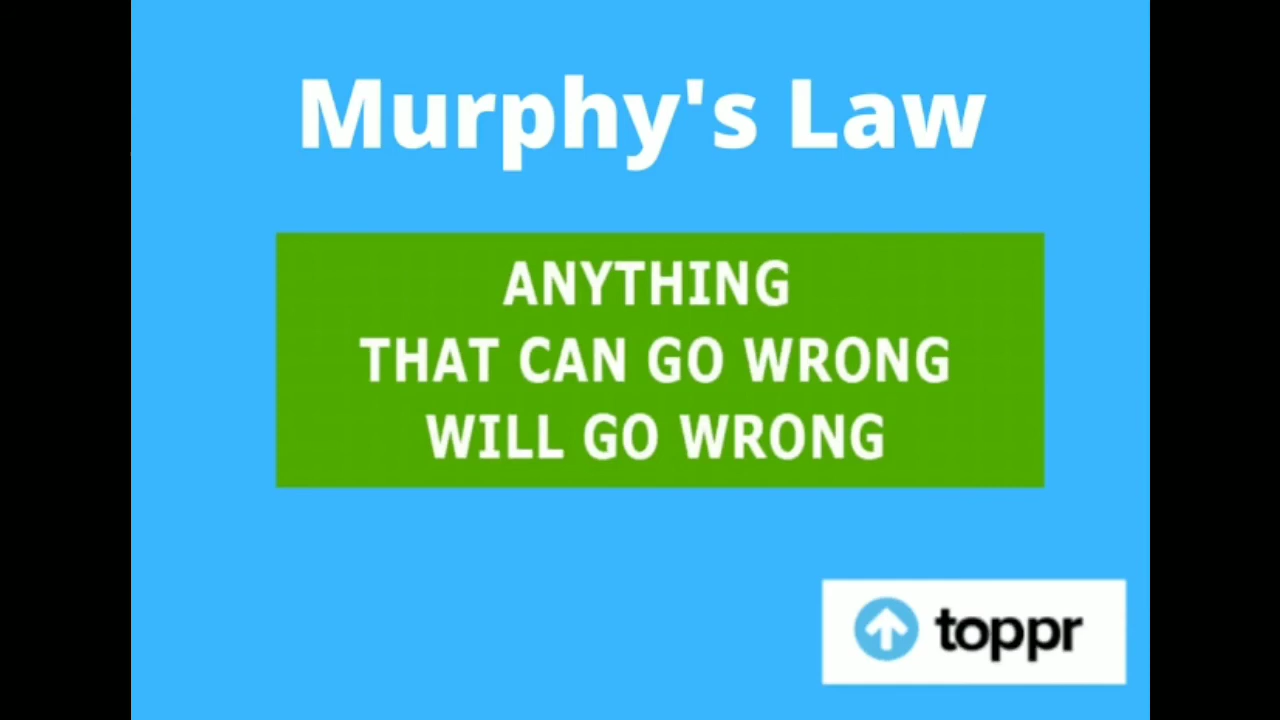 Murphy's Law
ANYTHING
THAT CAN GO WRONG
WILL GO WRONG
toppr